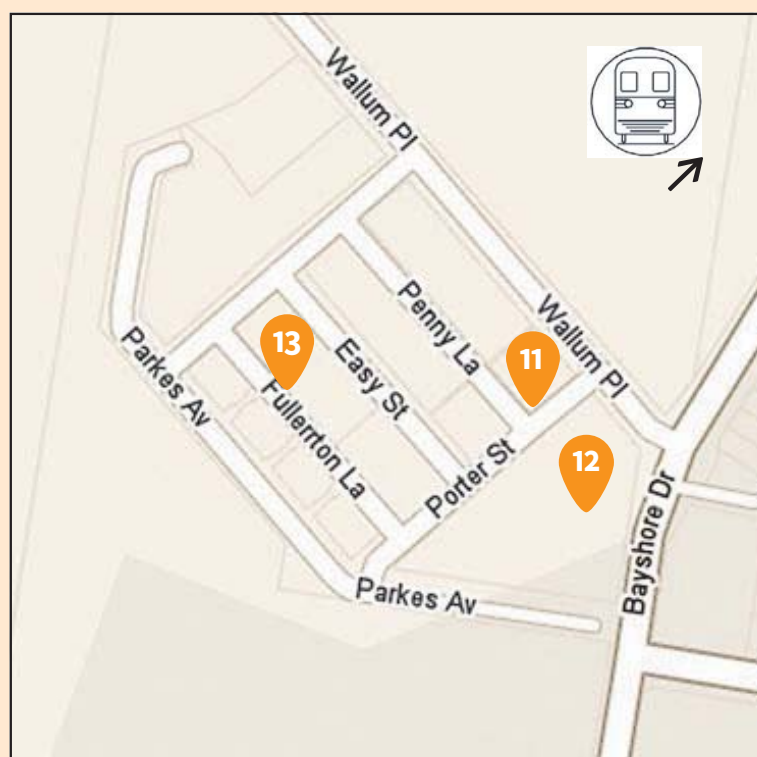 Wallum Pl
Penny La
Wallum Pl
13
Easy St
11
Parkes Av
Fullerrton La
12
Porter St
Bayshore Dr
Parkes Av